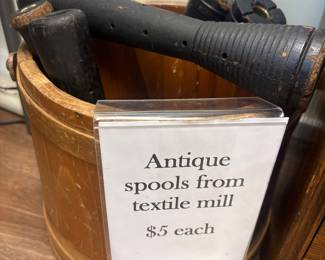 Antique
spools from
textile mill
$5 each